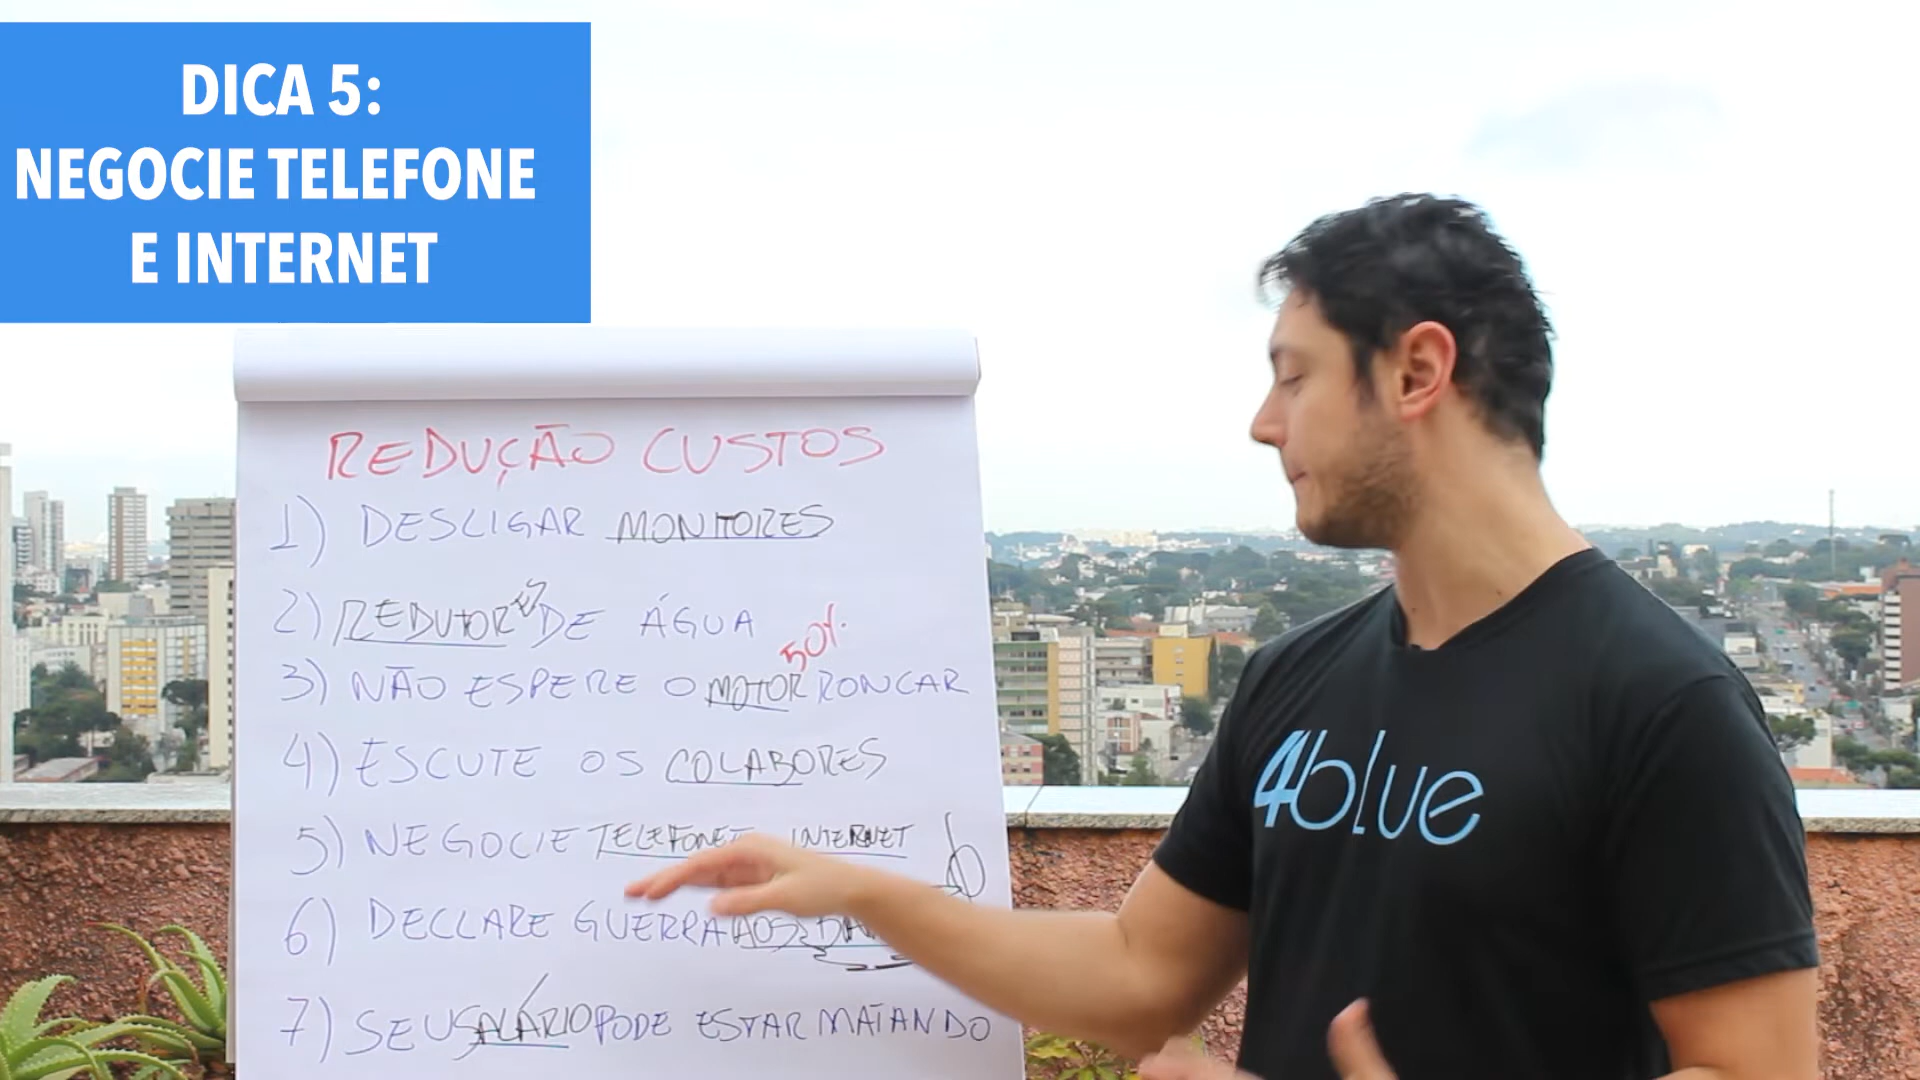 DICA 5:
NEGOCIE TELEFONE
E INTERNET
REDUÇÃO CUSTOS
1) DESLIGAR MONITORES
2) REDUTORES DE ÁGUA
50%
3) NÃO ESPERE O MOTOR RONCAR
4) ESCUTE OS COLABORES
5) NEGOCIE TELEFONE INTERNET
6) DECLARE GUERRA AOS
7) SEU SALÁRIO PODE ESTAR MATANDO
4blue